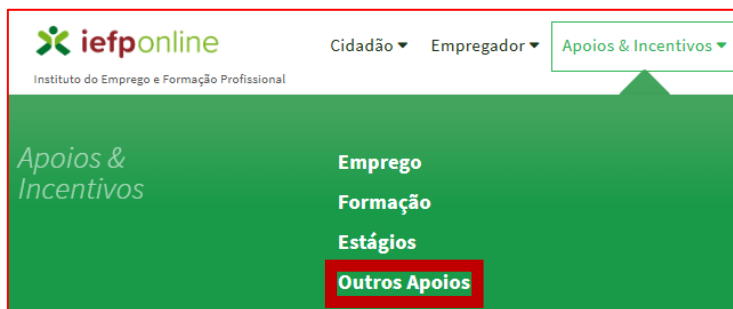 iefponline
Instituto do Emprego e Formação Profissional
Cidadão Empregador Apoios & Incentivos
Apoios &
Incentivos
Emprego
Formação
Estágios
Outros Apoios